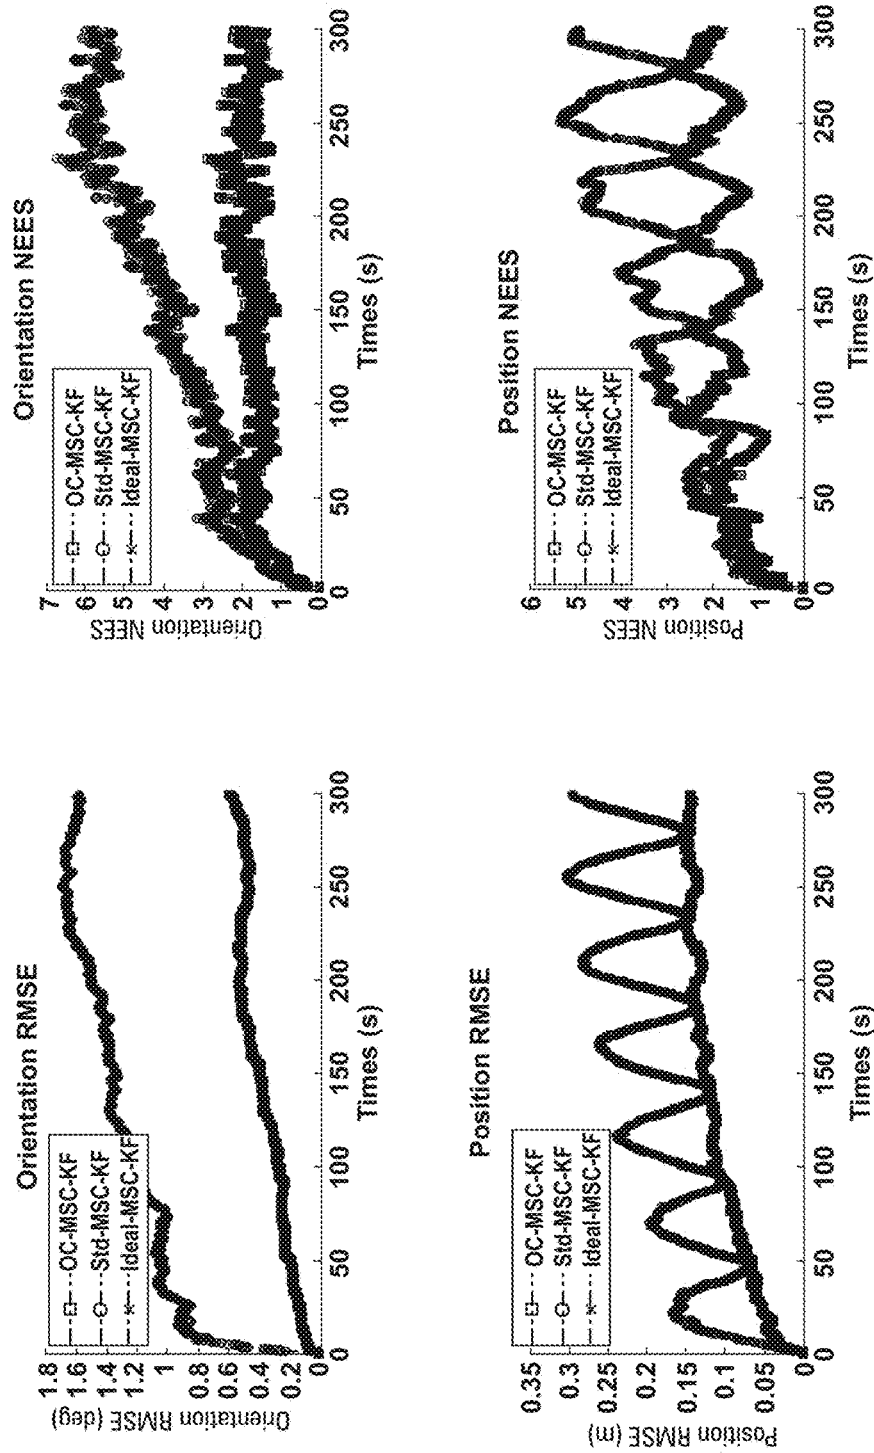 Orientation RMSE
Orientation RMSE (deg)
1.8
1.6
1.4
1.2
1
0.8
0.6
0.4
0.2
0
OC-MSC-KF
Std-MSC-KF
Ideal-MSC-KF
0 50 100 150 200 250 300
Times (s)
Orientation NEES
Orientation NEES
7
6
5
4
3
2
1
0
OC-MSC-KF
Std-MSC-KF
Ideal-MSC-KF
0 50 100 150 200 250 300
Times (s)
Position RMSE
Position RMSE (m)
0.35
0.3
0.25
0.2
0.15
0.1
0.05
0
OC-MSC-KF
Std-MSC-KF
Ideal-MSC-KF
0 50 100 150 200 250 300
Times (s)
Position NEES
Position NEES
6
5
4
3
2
1
0
OC-MSC-KF
Std-MSC-KF
Ideal-MSC-KF
0 50 100 150 200 250 300
Times (s)